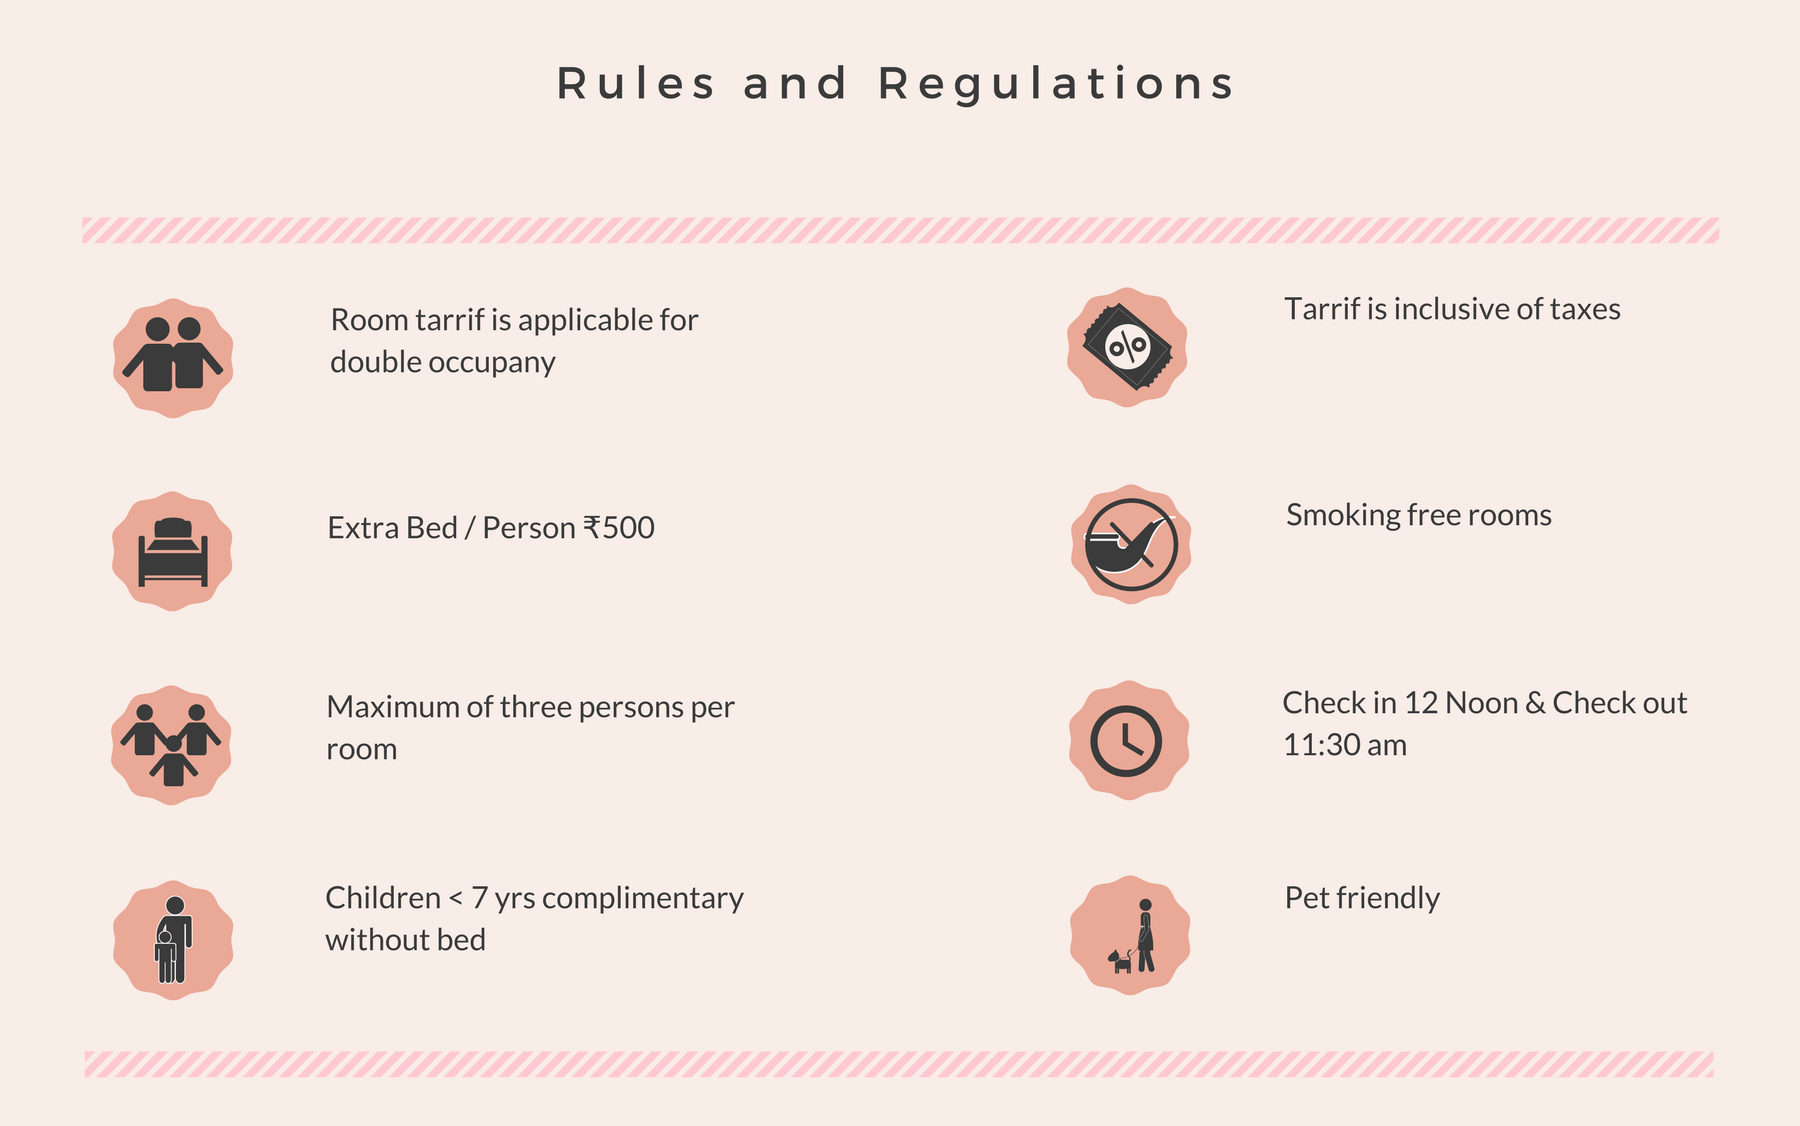 Rules and Regulations
Room tarrif is applicable for
double occupany
Extra Bed / Person ₹500
Maximum of three persons per
room
Children < 7 yrs complimentary
without bed
Tarrif is inclusive of taxes
Smoking free rooms
Check in 12 Noon & Check out
11:30 am
Pet friendly